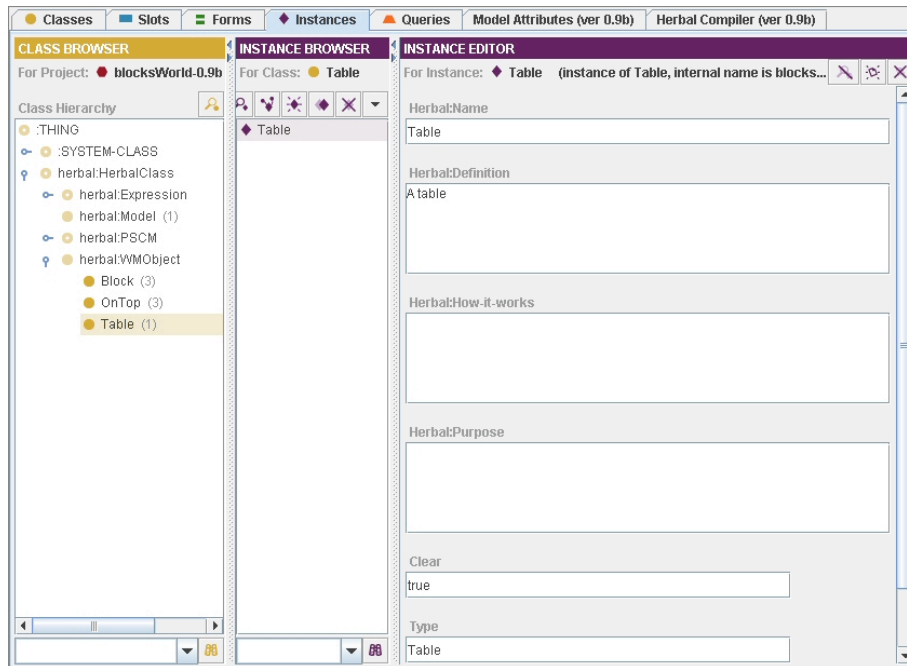 Classes Slots Forms Instances Queries Model Attributes (ver 0.9b) Herbal Compiler (ver 0.9b)
CLASS BROWSER
For Project: blocksWorld-0.9b
Class Hierarchy
:THING
:SYSTEM-CLASS
herbal:HerbalClass
herbal:Expression
herbal:Model (1)
herbal:PSCM
herbal:WMObject
Block (3)
OnTop (3)
Table (1)
INSTANCE BROWSER
For Class: Table
Table
INSTANCE EDITOR
For Instance: Table (instance of Table, internal name is blocks...
Herbal:Name
Table
Herbal:Definition
A table
Herbal:How-it-works
Herbal:Purpose
Clear
true
Type
Table